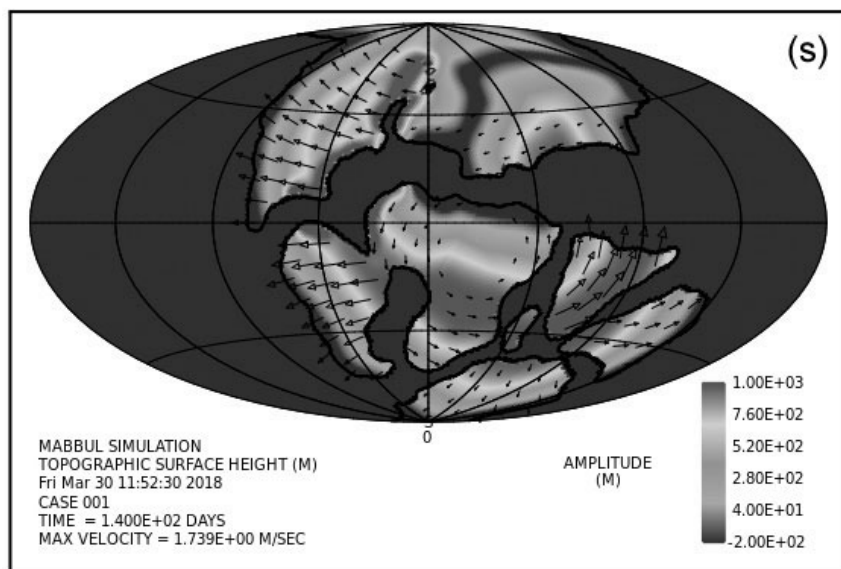 (s)
0
MABBUL SIMULATION
TOPOGRAPHIC SURFACE HEIGHT (M)
Fri Mar 30 11:52:30 2018
CASE 001
TIME = 1.400E+02 DAYS
MAX VELOCITY = 1.739E+00 M/SEC
AMPLITUDE
(M)
1.00E+03
7.60E+02
5.20E+02
2.80E+02
4.00E+01
-2.00E+02